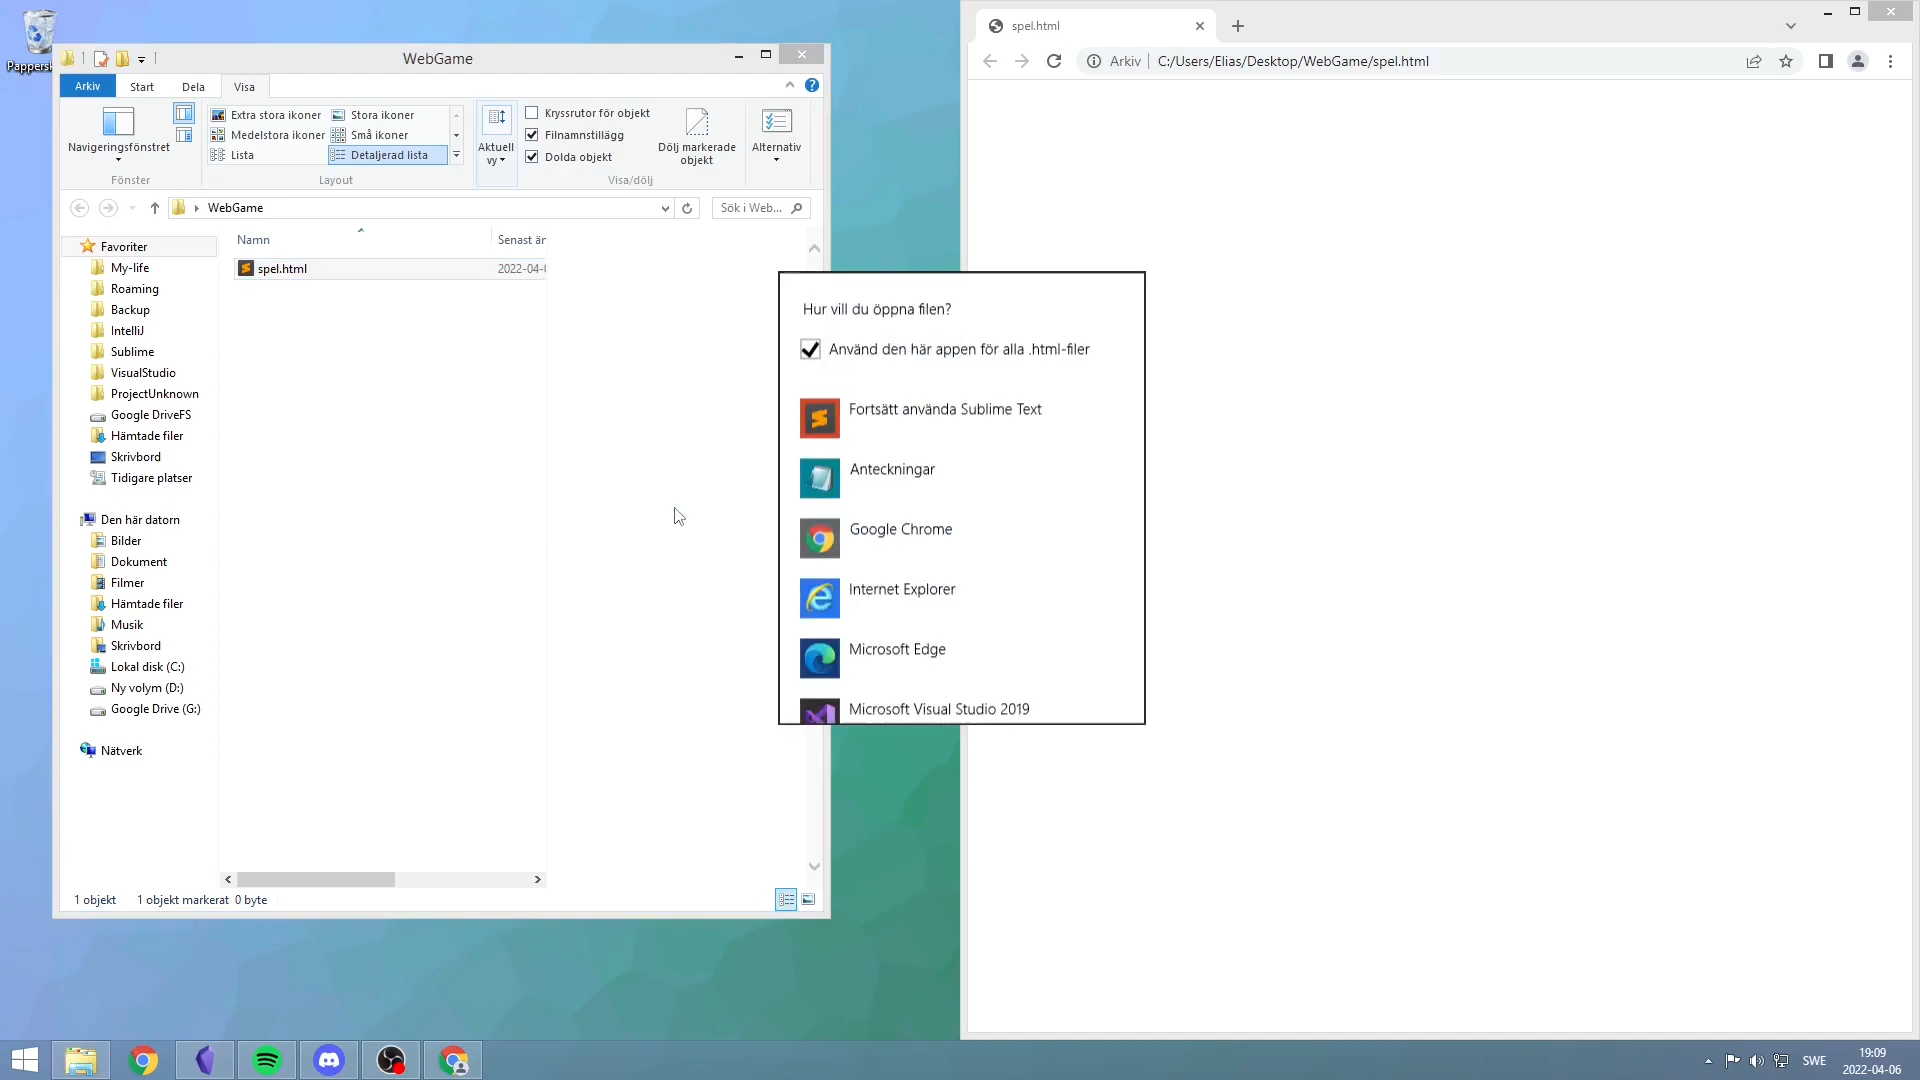 Pappersk
WebGame
Arkiv
Start
Dela
Visa
Navigeringsfönstret
Extra stora ikoner
Stora ikoner
Medelstora ikoner
Små ikoner
Lista
Detaljerad lista
Aktuell
vy
Kryssrutor för objekt
Filnamnstillägg
Dolda objekt
Dölj markerade
objekt
Alternativ
Fönster
Layout
Visa/dölj
WebGame
Sök i Web...
Favoriter
My-life
Roaming
Backup
IntelliJ
Sublime
VisualStudio
ProjectUnknown
Google DriveFS
Hämtade filer
Skrivbord
Tidigare platser
Den här datorn
Bilder
Dokument
Filmer
Hämtade filer
Musik
Skrivbord
Lokal disk (C:)
Ny volym (D:)
Google Drive (G:)
Nätverk
Namn
Senast än
spel.html
2022-04-0
1 objekt
1 objekt markerat 0 byte
Hur vill du öppna filen?
Använd den här appen för alla .html-filer
Fortsätt använda Sublime Text
Anteckningar
Google Chrome
Internet Explorer
Microsoft Edge
Microsoft Visual Studio 2019
spel.html
Arkiv
C:/Users/Elias/Desktop/WebGame/spel.html
SWE
19:09
2022-04-06